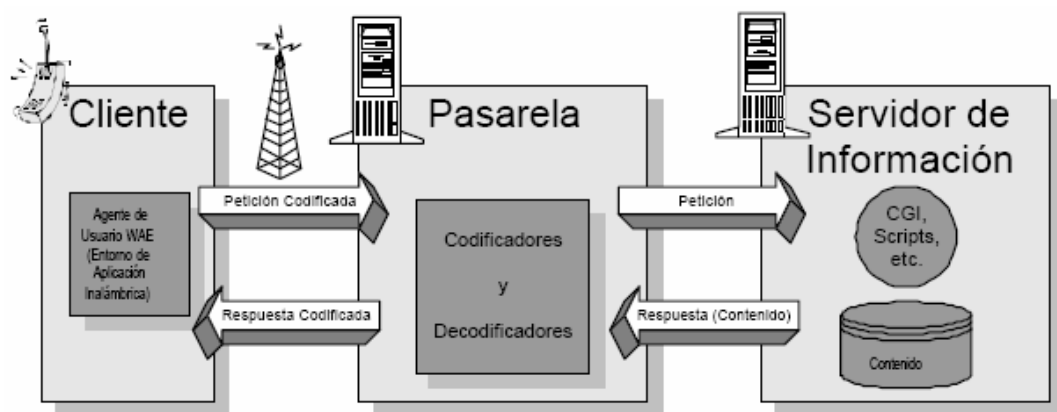 Cliente
Pasarela
Servidor de
Información
Agente de
Usuario WAE
(Entorno de
Aplicación
Inalámbrica)
Petición Codificada
Respuesta Codificada
Codificadores
y
Decodificadores
Petición
Respuesta (Contenido)
CGI,
Scripts,
etc.
Contenido